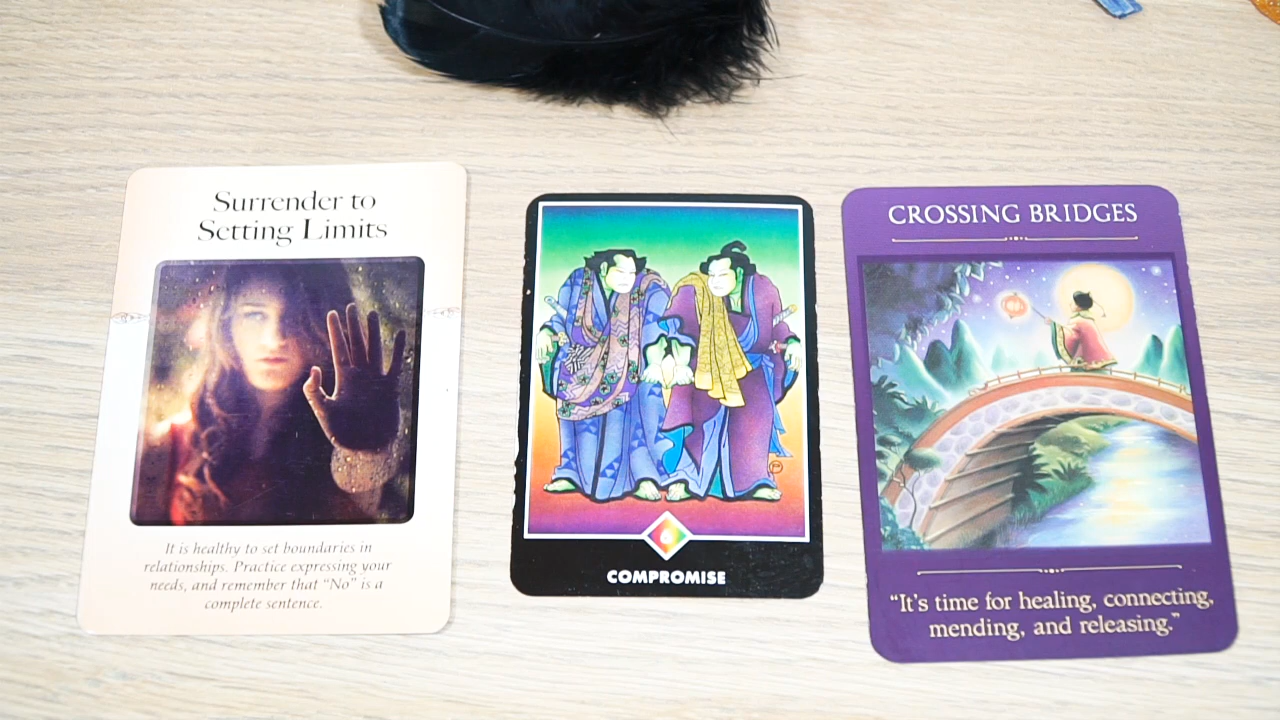 Surrender to
Setting Limits
It is healthy to set boundaries in
relationships. Practice expressing your
needs, and remember that “No” is a
complete sentence.
6
COMPROMISE
CROSSING BRIDGES
“It’s time for healing, connecting,
mending, and releasing.”